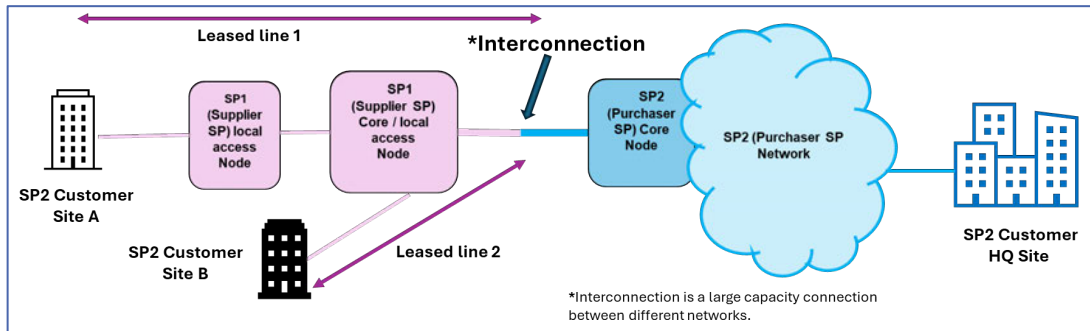 Leased line 1
*Interconnection
SP1
(Supplier
SP) local
access
Node
SP1
(Supplier SP)
Core / local
access
Node
SP2
(Purchaser
SP) Core
Node
SP2 (Purchaser SP
Network
SP2 Customer
Site A
SP2 Customer
Site B
Leased line 2
SP2 Customer
HQ Site
*Interconnection is a large capacity connection
between different networks.